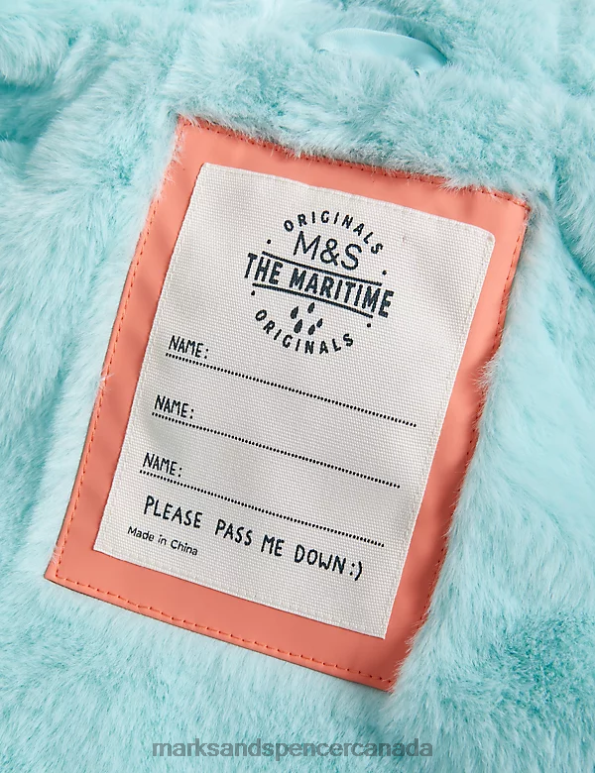 ORIGINALS
M&S
THE MARITIME
ORIGINALS
NAME:
NAME:
NAME:
PLEASE PASS ME DOWN:)
Made in China
marksandspencercanada